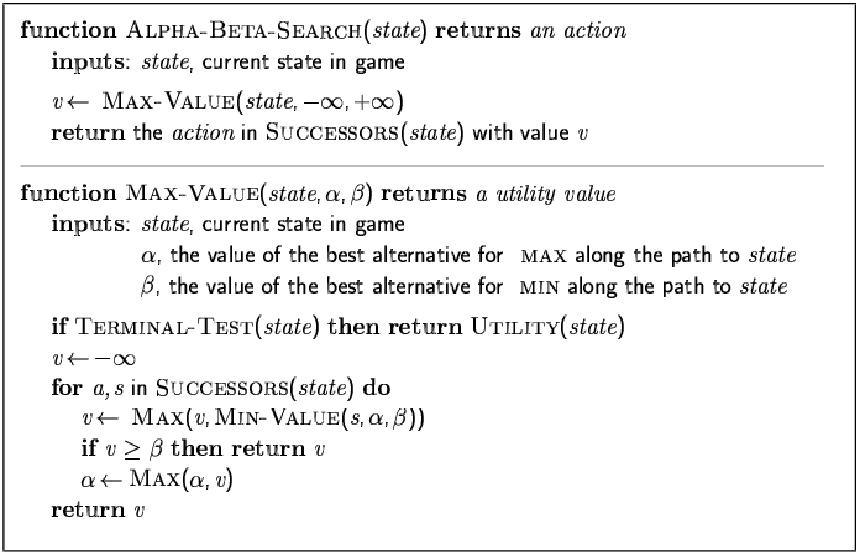 function ALPHA-BETA-SEARCH(state) returns an action
inputs: state, current state in game
v ← MAX-VALUE(state, −∞, +∞)
return the action in SUCCESSORS(state) with value v
function MAX-VALUE(state, α, β) returns a utility value
inputs: state, current state in game
α, the value of the best alternative for MAX along the path to state
β, the value of the best alternative for MIN along the path to state
if TERMINAL-TEST(state) then return UTILITY(state)
v ← −∞
for a, s in SUCCESSORS(state) do
v ← MAX(v, MIN-VALUE(s, α, β))
if v ≥ β then return v
α ← MAX(α, v)
return v